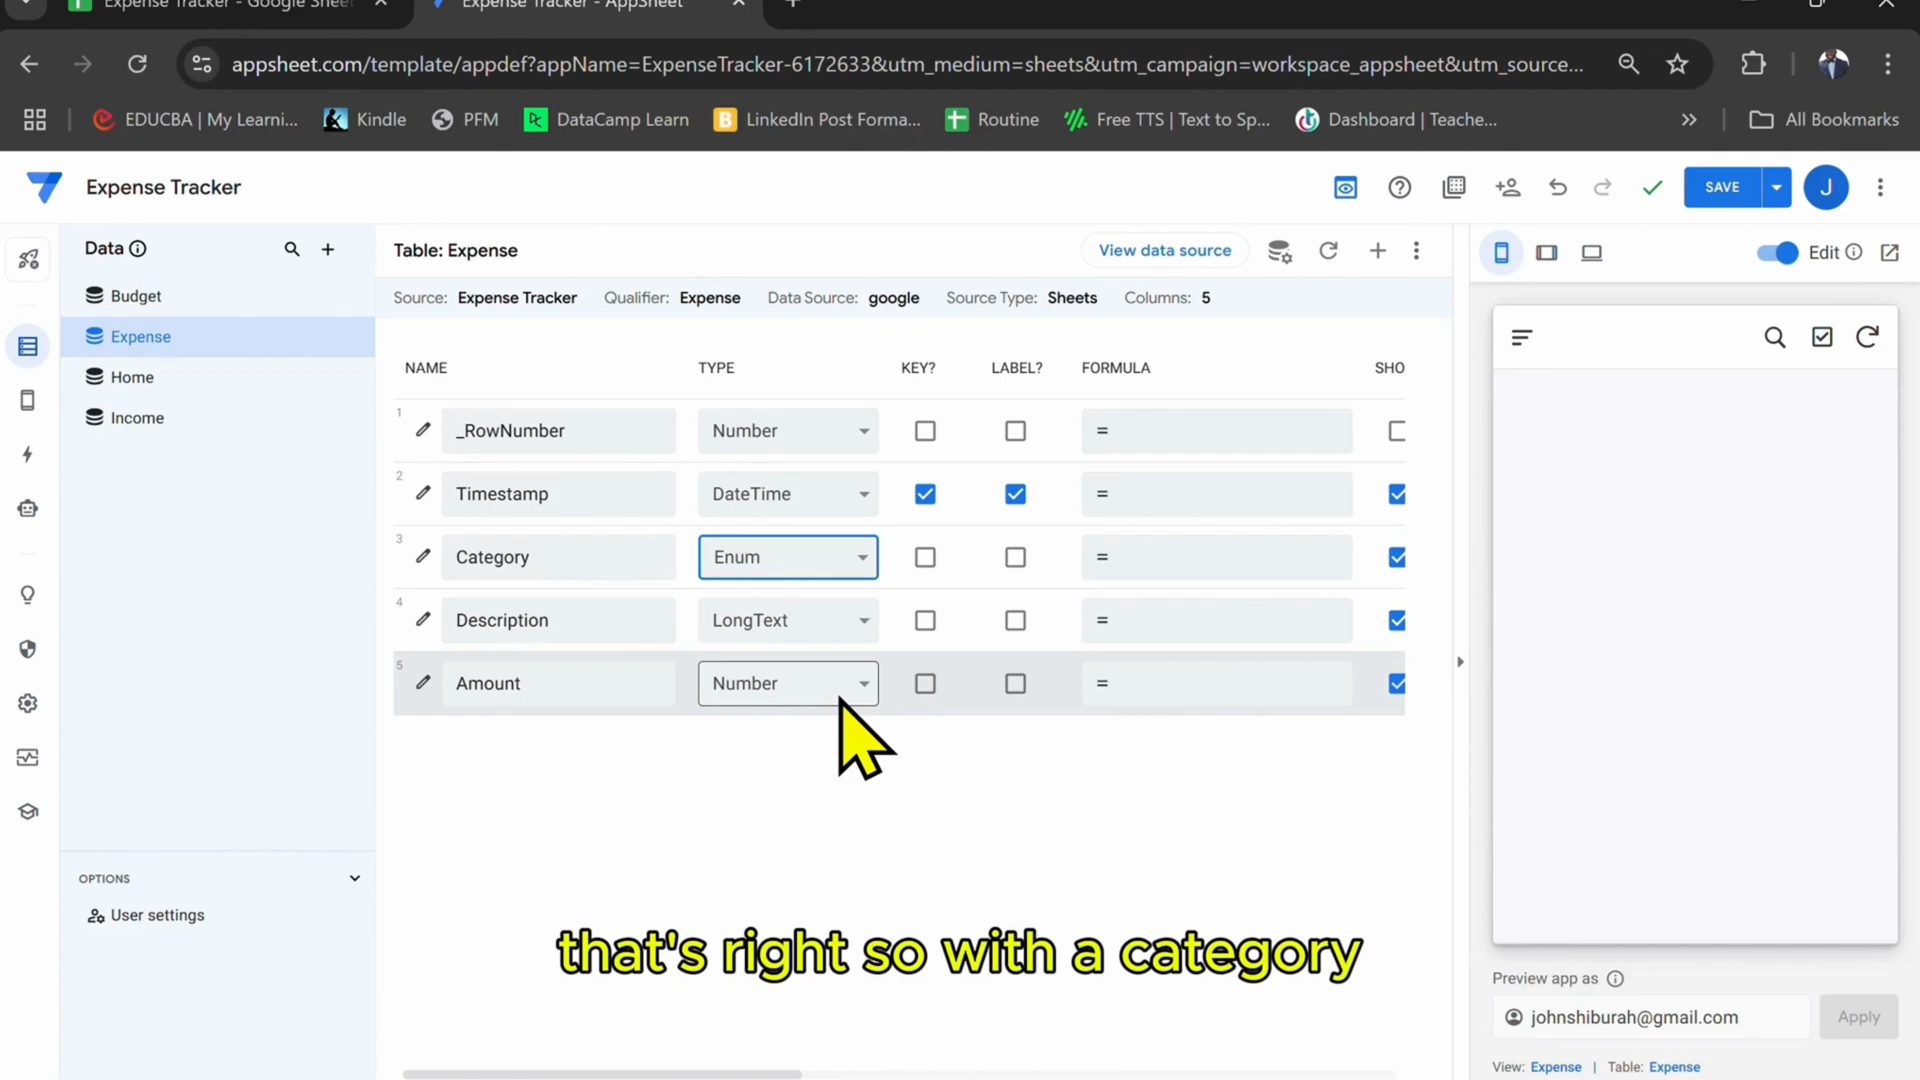 Expense Tracker - Google Sheet
Expense Tracker - AppSheet
appsheet.com/template/appdef?appName=ExpenseTracker-6172633&utm_medium=sheets&utm_campaign=workspace_appsheet&utm_source...
EDUCBA | My Learni...
Kindle
PFM
DataCamp Learn
LinkedIn Post Forma...
Routine
Free TTS | Text to Sp...
Dashboard | Teache...
All Bookmarks
Expense Tracker
SAVE
J
Data
Budget
Expense
Home
Income
OPTIONS
User settings
Table: Expense
View data source
Source: Expense Tracker Qualifier: Expense Data Source: google Source Type: Sheets Columns: 5
NAME TYPE KEY? LABEL? FORMULA SHO
1 _RowNumber Number =
2 Timestamp DateTime =
3 Category Enum =
4 Description LongText =
5 Amount Number =
that's right so with a category
Edit
Preview app as
johnshiburah@gmail.com
Apply
View: Expense | Table: Expense